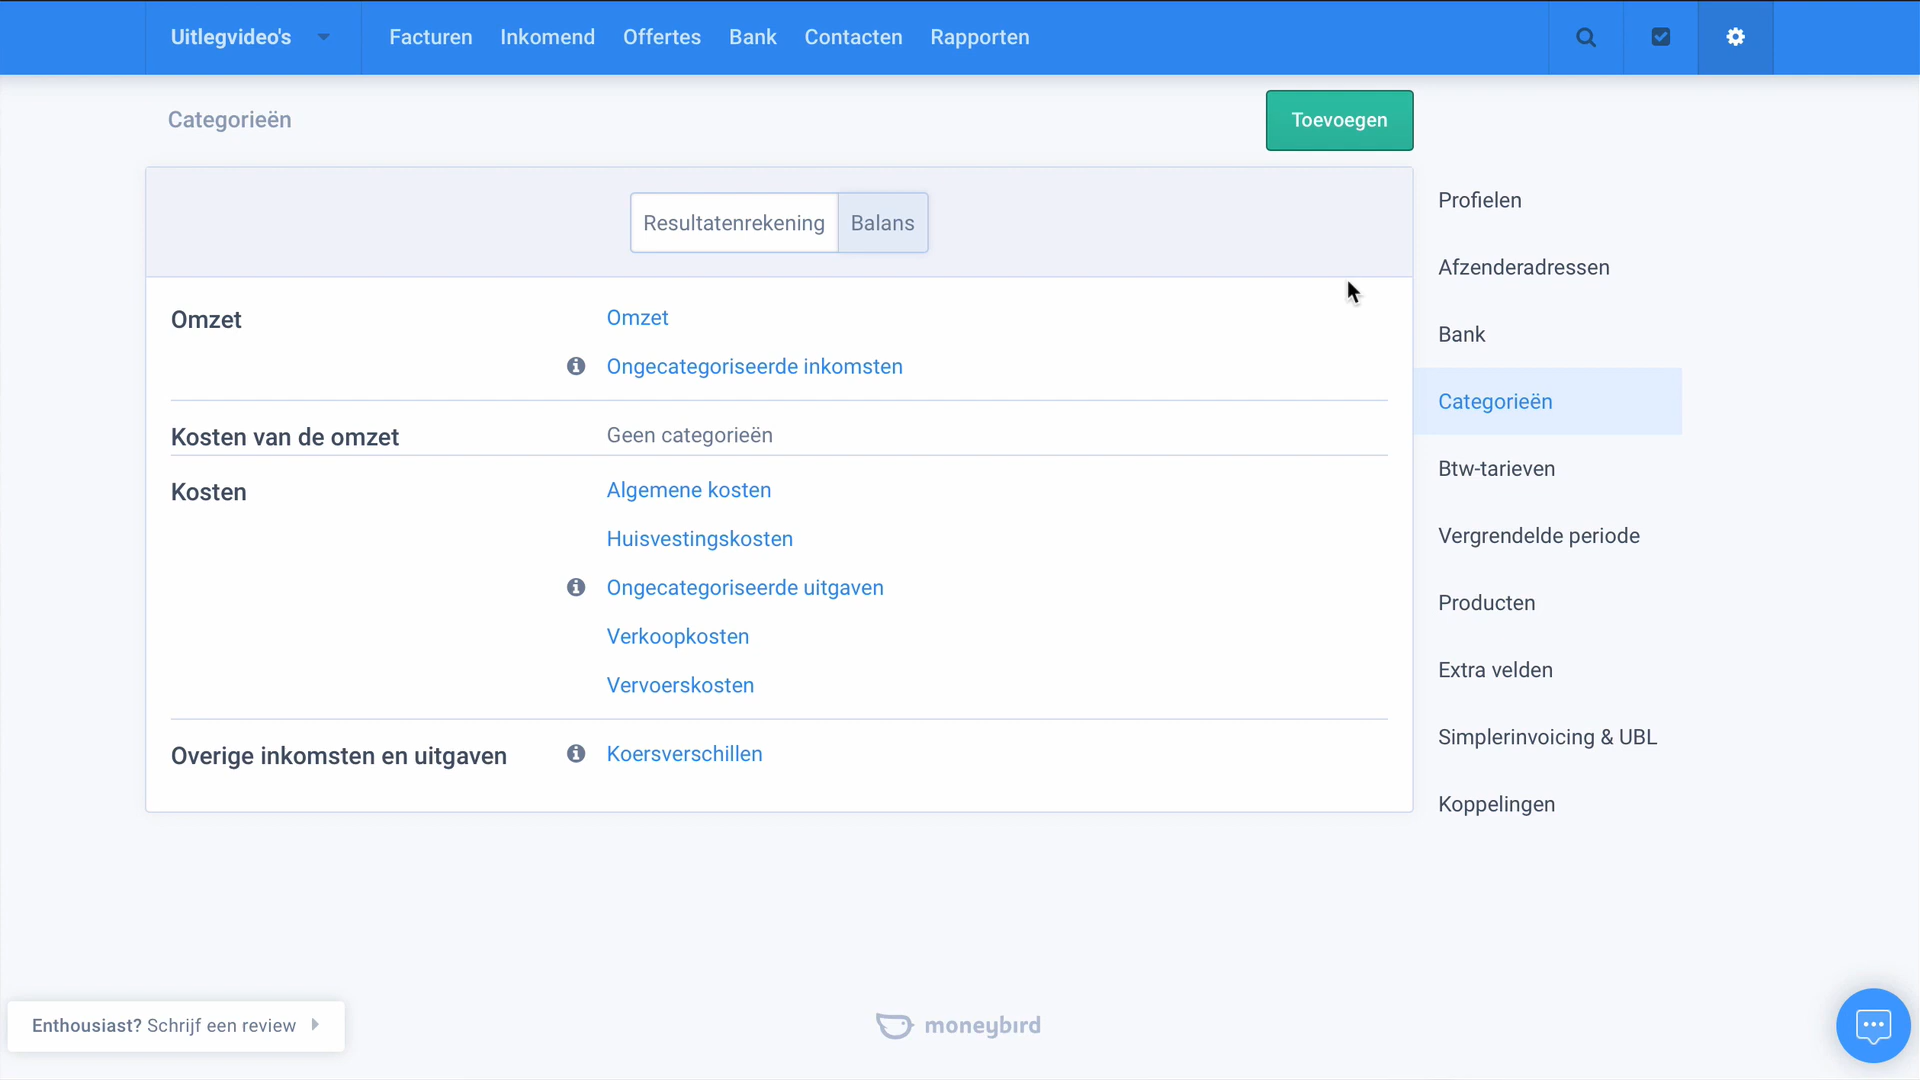 Uitlegvideo's
Facturen
Inkomend
Offertes
Bank
Contacten
Rapporten
Categorieën
Toevoegen
Resultatenrekening
Balans
Omzet
Omzet
Ongecategoriseerde inkomsten
Kosten van de omzet
Geen categorieën
Kosten
Algemene kosten
Huisvestingskosten
Ongecategoriseerde uitgaven
Verkoopkosten
Vervoerskosten
Overige inkomsten en uitgaven
Koersverschillen
Profielen
Afzenderadressen
Bank
Categorieën
Btw-tarieven
Vergrendelde periode
Producten
Extra velden
Simplerinvoicing & UBL
Koppelingen
Enthousiast? Schrijf een review
moneybird